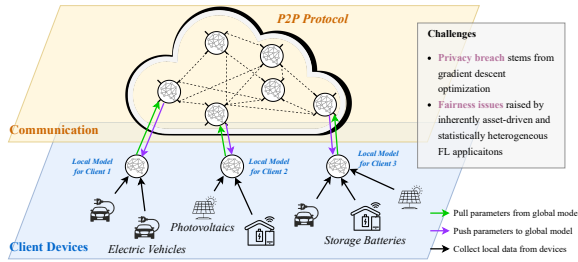 P2P Protocol
Challenges
• Privacy breach stems from
gradient descent
optimization
• Fairness issues raised by
inherently asset-driven and
statistically heterogeneous
FL applicaitons
Communication
Local Model
for Client 1
Local Model
for Client 2
Local Model
for Client 3
Photovoltaics
Electric Vehicles
Storage Batteries
Client Devices
Pull parameters from global mode
Push parameters to global model
Collect local data from devices